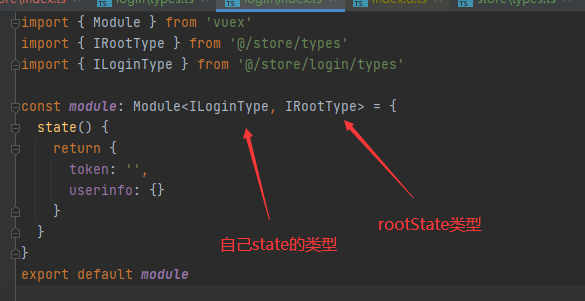 login\types.ts
login\index.ts
index.d.ts
store\types.ts
import { Module } from 'vuex'
import { IRootType } from '@/store/types'
import { ILoginType } from '@/store/login/types'
const module: Module<ILoginType, IRootType> = {
state() {
return {
token: '',
userinfo: {}
}
}
}
export default module
自己state的类型
rootState类型